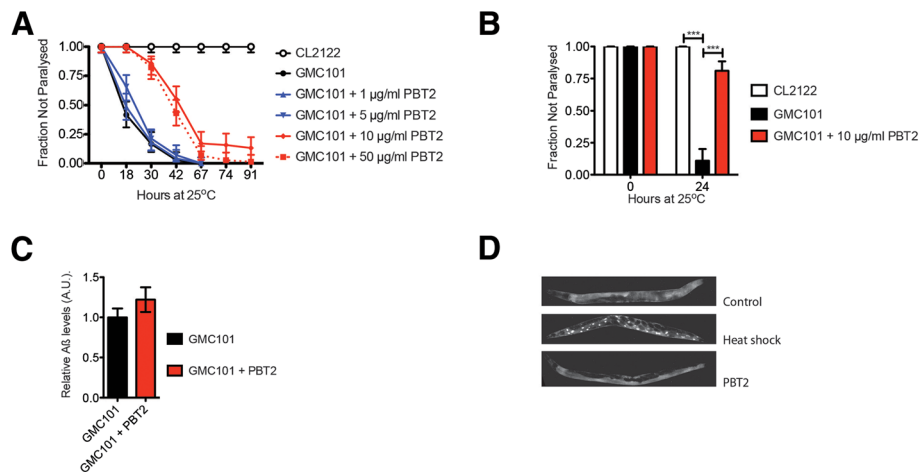 A
Fraction Not Paralysed
1.00
0.75
0.50
0.25
0.00
0 18 30 42 67 74 91
Hours at 25°C
CL2122
GMC101
GMC101 + 1 µg/ml PBT2
GMC101 + 5 µg/ml PBT2
GMC101 + 10 µg/ml PBT2
GMC101 + 50 µg/ml PBT2
B
Fraction Not Paralysed
1.00
0.75
0.50
0.25
0.00
*** ***
0 24
Hours at 25°C
CL2122
GMC101
GMC101 + 10 µg/ml PBT2
C
Relative Aß levels (A.U.).
1.5
1.0
0.5
0.0
GMC101
GMC101 + PBT2
GMC101
GMC101 + PBT2
D
Control
Heat shock
PBT2